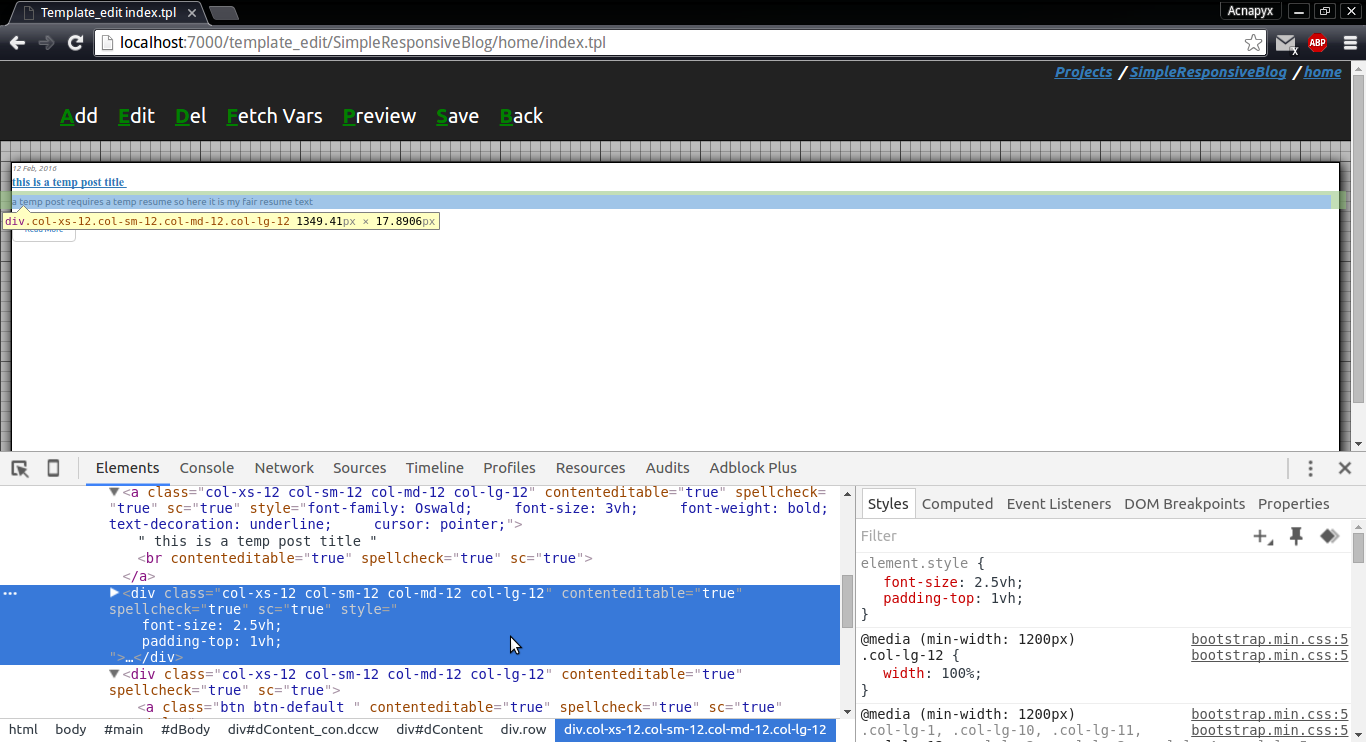 Template_edit index.tpl
Acnapyx
localhost:7000/template_edit/SimpleResponsiveBlog/home/index.tpl
x
ABP
Projects / SimpleResponsiveBlog / home
Add Edit Del Fetch Vars Preview Save Back
12 Feb, 2016
this is a temp post title
a temp post requires a temp resume so here it is my fair resume text
div.col-xs-12.col-sm-12.col-md-12.col-lg-12 1349.41px × 17.8906px
Read More
Elements Console Network Sources Timeline Profiles Resources Audits Adblock Plus
▼<a class="col-xs-12 col-sm-12 col-md-12 col-lg-12" contenteditable="true" spellcheck=
"true" sc="true" style="font-family: Oswald; font-size: 3vh; font-weight: bold;
text-decoration: underline; cursor: pointer;">
" this is a temp post title "
<br contenteditable="true" spellcheck="true" sc="true">
</a>
▶<div class="col-xs-12 col-sm-12 col-md-12 col-lg-12" contenteditable="true"
spellcheck="true" sc="true" style="
font-size: 2.5vh;
padding-top: 1vh;
">…</div>
▼<div class="col-xs-12 col-sm-12 col-md-12 col-lg-12" contenteditable="true"
spellcheck="true" sc="true">
<a class="btn btn-default " contenteditable="true" spellcheck="true" sc="true"
html body #main #dBody div#dContent_con.dccw div#dContent div.row div.col-xs-12.col-sm-12.col-md-12.col-lg-12
Styles Computed Event Listeners DOM Breakpoints Properties
Filter
element.style {
font-size: 2.5vh;
padding-top: 1vh;
}
@media (min-width: 1200px) bootstrap.min.css:5
.col-lg-12 { bootstrap.min.css:5
width: 100%;
}
@media (min-width: 1200px) bootstrap.min.css:5
.col-lg-1, .col-lg-10, .col-lg-11, bootstrap.min.css:5